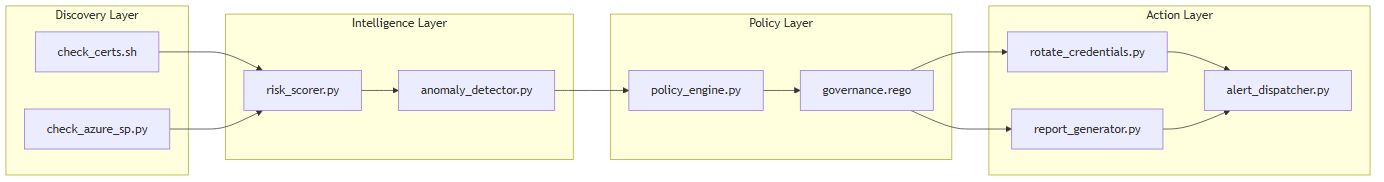 Discovery Layer
check_certs.sh
check_azure_sp.py
Intelligence Layer
risk_scorer.py
anomaly_detector.py
Policy Layer
policy_engine.py
governance.rego
Action Layer
rotate_credentials.py
report_generator.py
alert_dispatcher.py